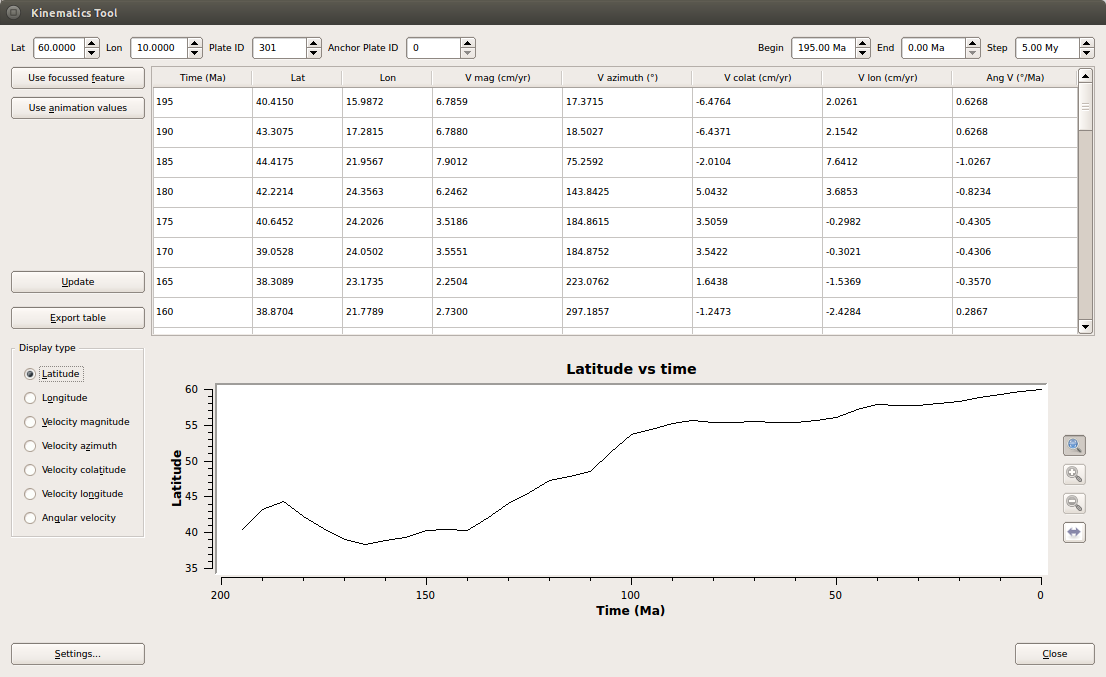 Kinematics Tool
Lat 60.0000 Lon 10.0000 Plate ID 301 Anchor Plate ID 0 Begin 195.00 Ma End 0.00 Ma Step 5.00 My
Use focussed feature
Use animation values
Update
Export table
Time (Ma) Lat Lon V mag (cm/yr) V azimuth (°) V colat (cm/yr) V lon (cm/yr) Ang V (°/Ma)
195 40.4150 15.9872 6.7859 17.3715 -6.4764 2.0261 0.6268
190 43.3075 17.2815 6.7880 18.5027 -6.4371 2.1542 0.6268
185 44.4175 21.9567 7.9012 75.2592 -2.0104 7.6412 -1.0267
180 42.2214 24.3563 6.2462 143.8425 5.0432 3.6853 -0.8234
175 40.6452 24.2026 3.5186 184.8615 3.5059 -0.2982 -0.4305
170 39.0528 24.0502 3.5551 184.8752 3.5422 -0.3021 -0.4306
165 38.3089 23.1735 2.2504 223.0762 1.6438 -1.5369 -0.3570
160 38.8704 21.7789 2.7300 297.1857 -1.2473 -2.4284 0.2867
Display type
Latitude
Longitude
Velocity magnitude
Velocity azimuth
Velocity colatitude
Velocity longitude
Angular velocity
Latitude vs time
Latitude
60
55
50
45
40
35
200 150 100 50 0
Time (Ma)
Settings...
Close